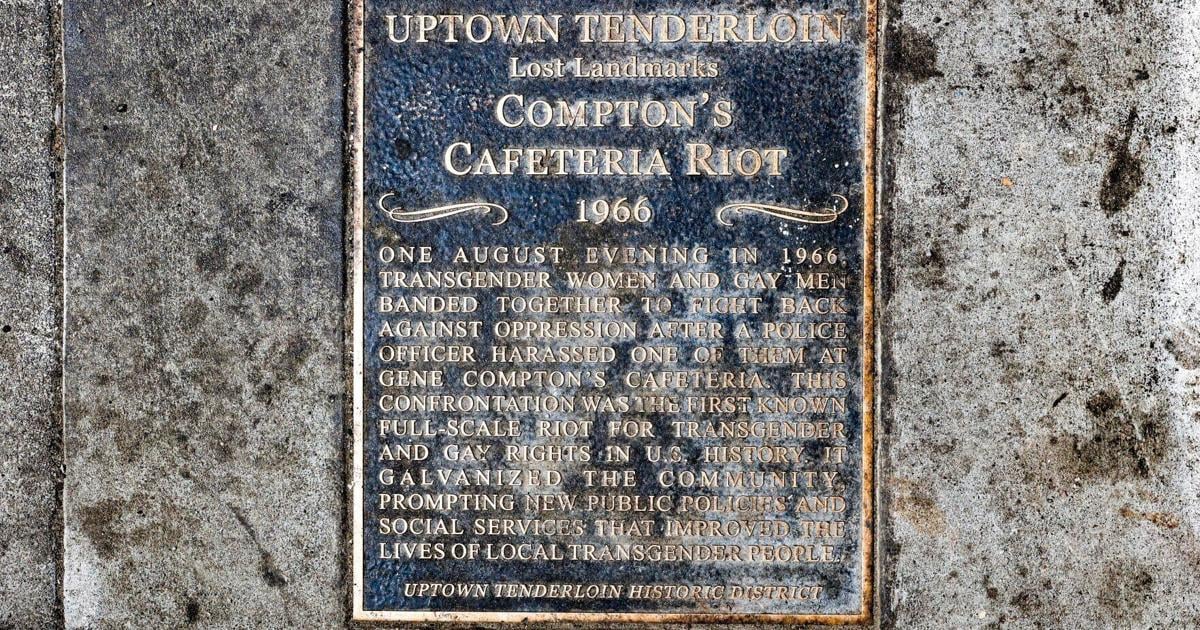 UPTOWN TENDERLOIN
Lost Landmarks
COMPTON'S
CAFETERIA RIOT
1966
ONE AUGUST EVENING IN 1966,
TRANSGENDER WOMEN AND GAY MEN
BANDED TOGETHER TO FIGHT BACK
AGAINST OPPRESSION AFTER A POLICE
OFFICER HARASSED ONE OF THEM AT
GENE COMPTON'S CAFETERIA. THIS
CONFRONTATION WAS THE FIRST KNOWN
FULL-SCALE RIOT FOR TRANSGENDER
AND GAY RIGHTS IN U.S. HISTORY. IT
GALVANIZED THE COMMUNITY,
PROMPTING NEW PUBLIC POLICIES AND
SOCIAL SERVICES THAT IMPROVED THE
LIVES OF LOCAL TRANSGENDER PEOPLE.
UPTOWN TENDERLOIN HISTORIC DISTRICT